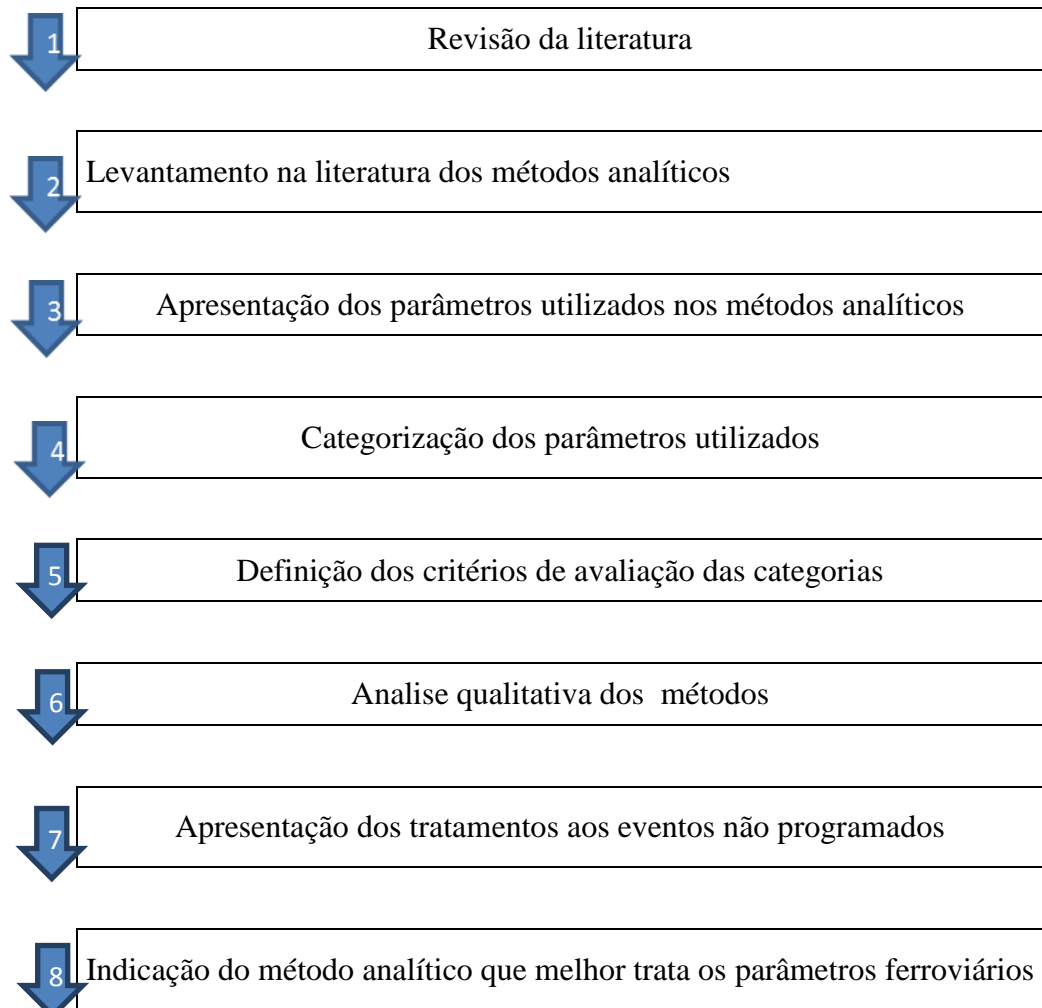 1 Revisão da literatura
2 Levantamento na literatura dos métodos analíticos
3 Apresentação dos parâmetros utilizados nos métodos analíticos
4 Categorização dos parâmetros utilizados
5 Definição dos critérios de avaliação das categorias
6 Analise qualitativa dos métodos
7 Apresentação dos tratamentos aos eventos não programados
8 Indicação do método analítico que melhor trata os parâmetros ferroviários